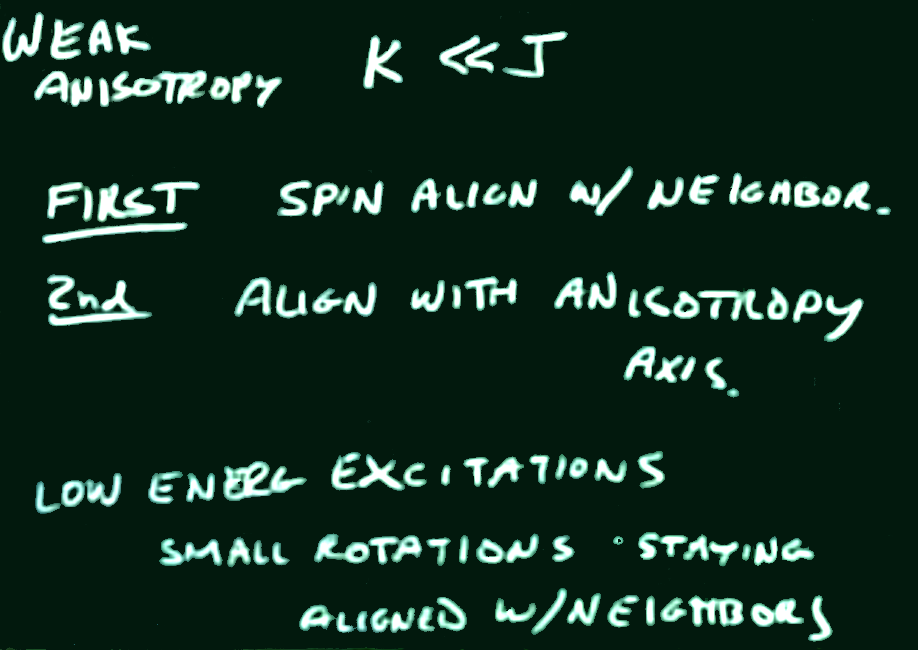 WEAK
ANISOTROPY K << J
FIRST SPIN ALIGN W/ NEIGHBOR.
2nd ALIGN WITH ANISOTROPY
AXIS.
LOW ENERG EXCITATIONS
SMALL ROTATIONS STAYING
ALIGNED W/NEIGHBORS